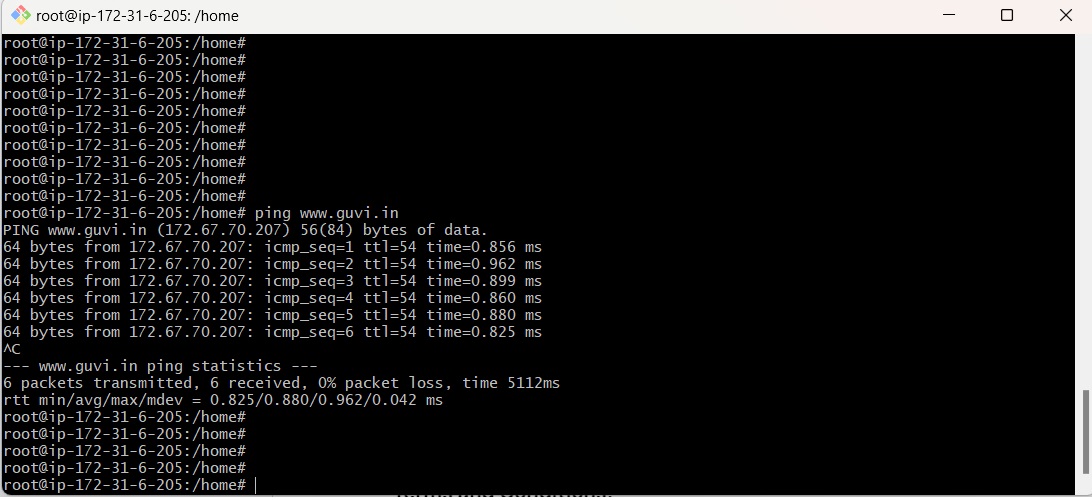 root@ip-172-31-6-205: /home
root@ip-172-31-6-205:/home#
root@ip-172-31-6-205:/home#
root@ip-172-31-6-205:/home#
root@ip-172-31-6-205:/home#
root@ip-172-31-6-205:/home#
root@ip-172-31-6-205:/home#
root@ip-172-31-6-205:/home#
root@ip-172-31-6-205:/home#
root@ip-172-31-6-205:/home#
root@ip-172-31-6-205:/home#
root@ip-172-31-6-205:/home# ping www.guvi.in
PING www.guvi.in (172.67.70.207) 56(84) bytes of data.
64 bytes from 172.67.70.207: icmp_seq=1 ttl=54 time=0.856 ms
64 bytes from 172.67.70.207: icmp_seq=2 ttl=54 time=0.962 ms
64 bytes from 172.67.70.207: icmp_seq=3 ttl=54 time=0.899 ms
64 bytes from 172.67.70.207: icmp_seq=4 ttl=54 time=0.860 ms
64 bytes from 172.67.70.207: icmp_seq=5 ttl=54 time=0.880 ms
64 bytes from 172.67.70.207: icmp_seq=6 ttl=54 time=0.825 ms
^C
--- www.guvi.in ping statistics ---
6 packets transmitted, 6 received, 0% packet loss, time 5112ms
rtt min/avg/max/mdev = 0.825/0.880/0.962/0.042 ms
root@ip-172-31-6-205:/home#
root@ip-172-31-6-205:/home#
root@ip-172-31-6-205:/home#
root@ip-172-31-6-205:/home#
root@ip-172-31-6-205:/home#